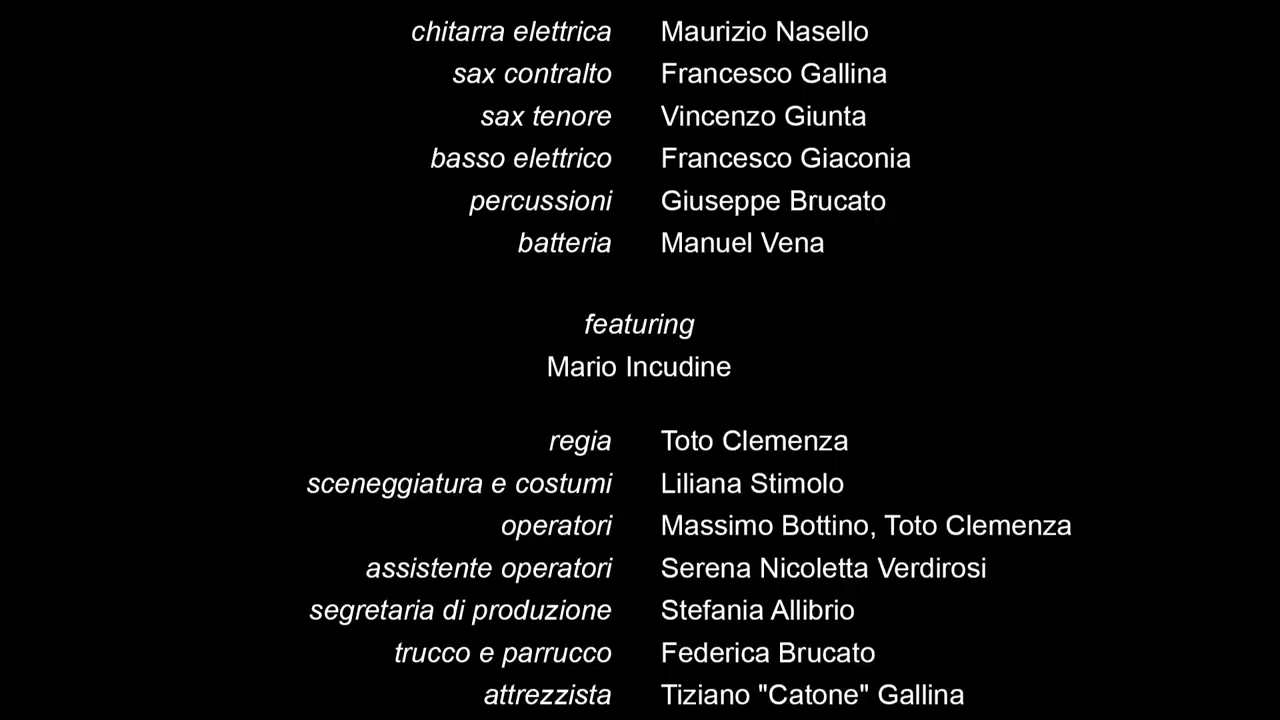 chitarra elettrica Maurizio Nasello
sax contralto Francesco Gallina
sax tenore Vincenzo Giunta
basso elettrico Francesco Giaconia
percussioni Giuseppe Brucato
batteria Manuel Vena
featuring
Mario Incudine
regia Toto Clemenza
sceneggiatura e costumi Liliana Stimolo
operatori Massimo Bottino, Toto Clemenza
assistente operatori Serena Nicoletta Verdirosi
segretaria di produzione Stefania Allibrio
trucco e parrucco Federica Brucato
attrezzista Tiziano "Catone" Gallina